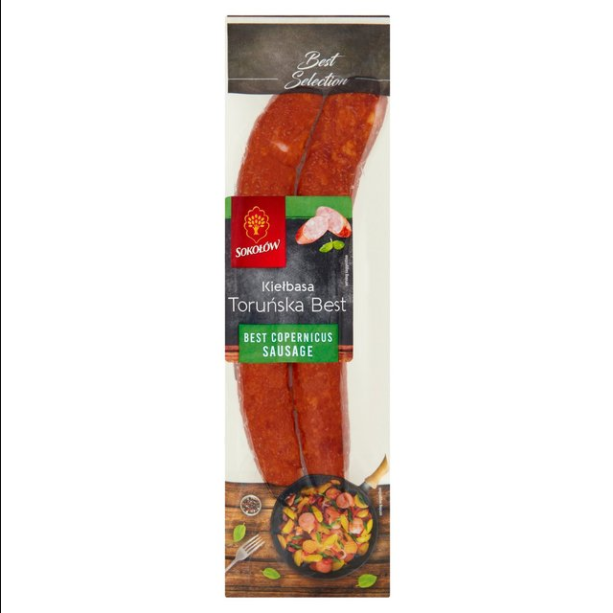 Best
Selection
SOKOŁÓW
Kiełbasa
Toruńska Best
BEST COPERNICUS
SAUSAGE